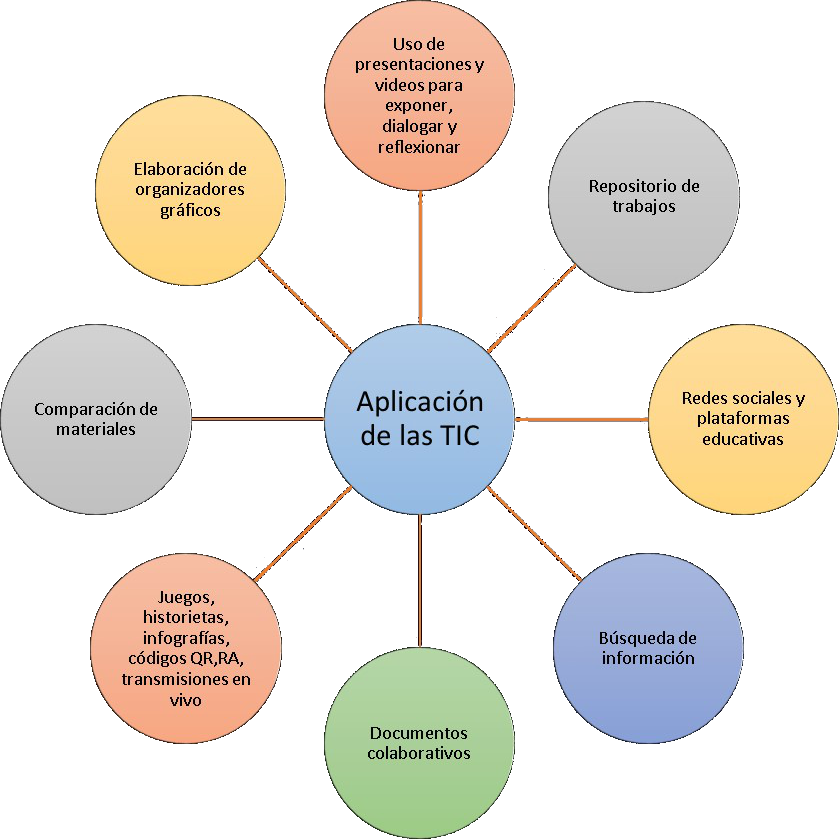 Uso de
presentaciones y
videos para
exponer,
dialogar y
reflexionar
Repositorio de
trabajos
Redes sociales y
plataformas
educativas
Búsqueda de
información
Documentos
colaborativos
Juegos,
historietas,
infografías,
códigos QR,RA,
transmisiones en
vivo
Comparación de
materiales
Elaboración de
organizadores
gráficos
Aplicación
de las TIC